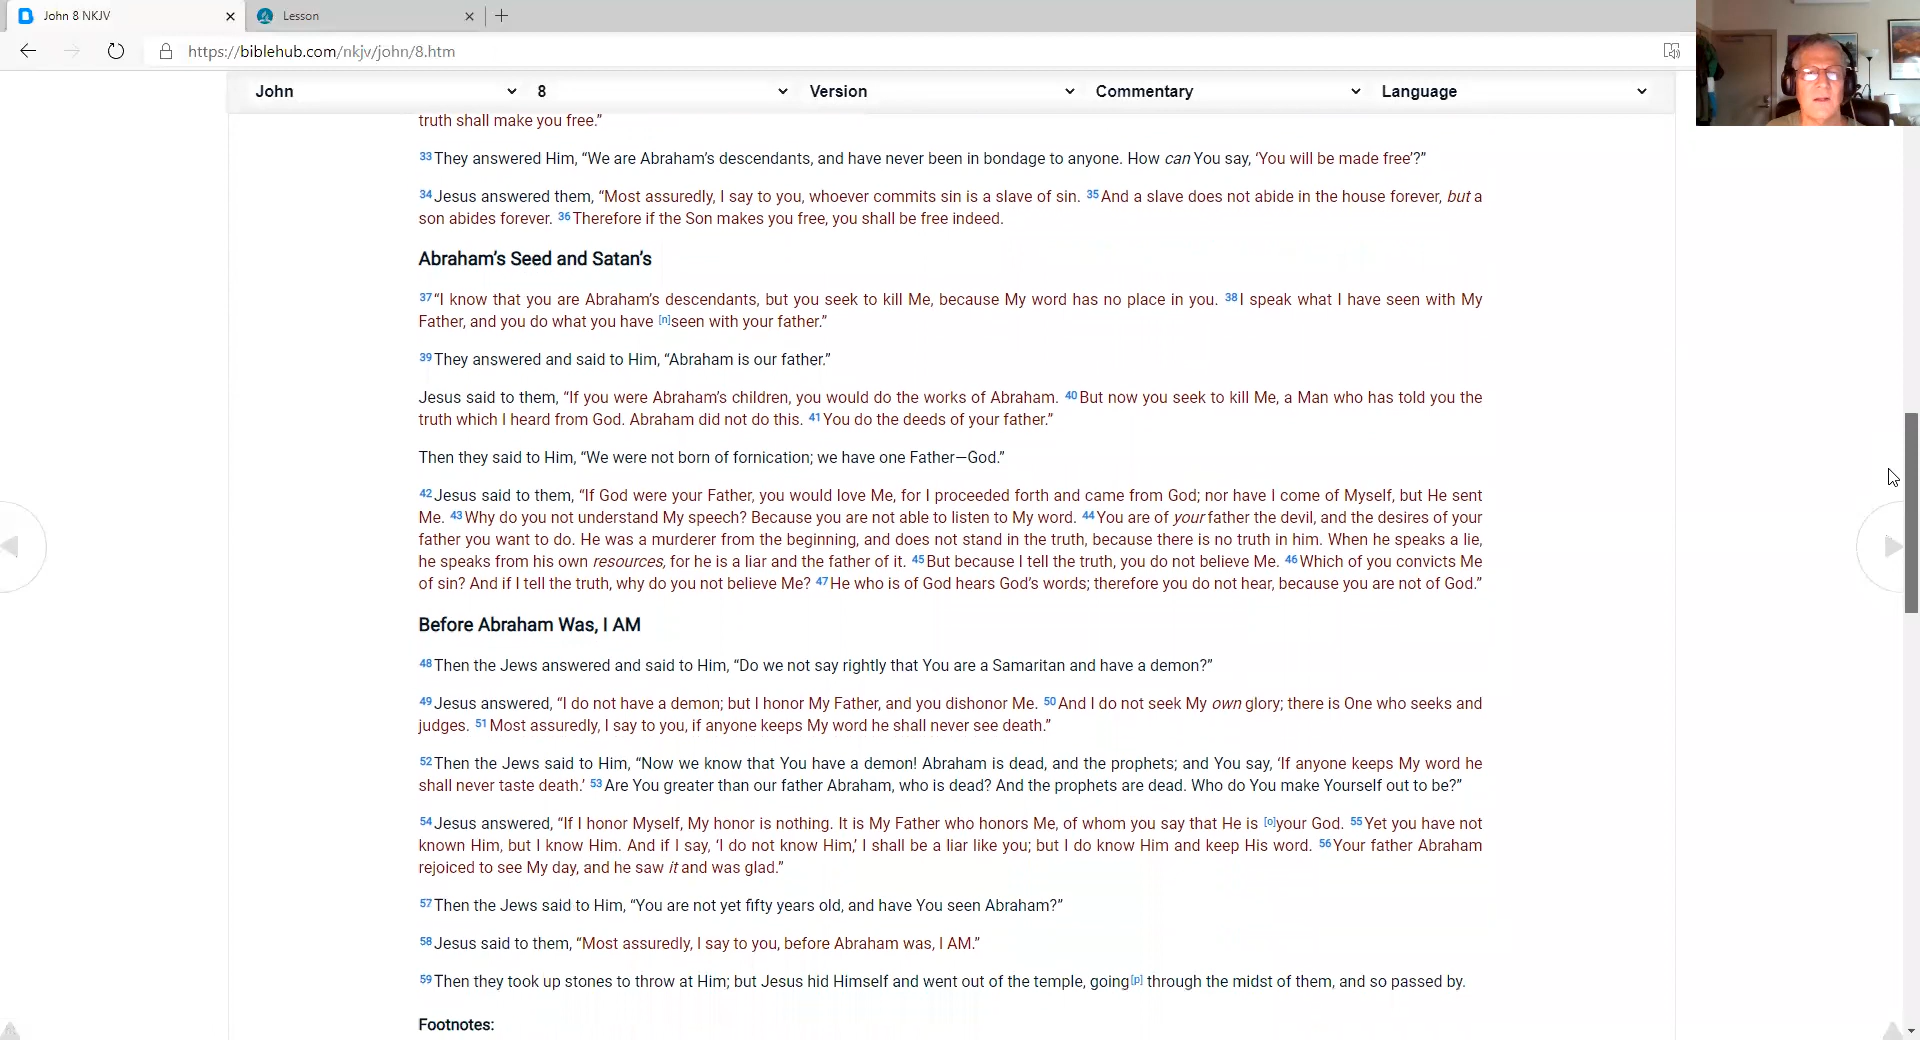 John 8 NKJV
Lesson
https://biblehub.com/nkjv/john/8.htm
John 8 Version Commentary Language
truth shall make you free.”
33 They answered Him, “We are Abraham’s descendants, and have never been in bondage to anyone. How can You say, ‘You will be made free’?”
34 Jesus answered them, “Most assuredly, I say to you, whoever commits sin is a slave of sin. 35 And a slave does not abide in the house forever, but a
son abides forever. 36 Therefore if the Son makes you free, you shall be free indeed.
Abraham’s Seed and Satan’s
37 “I know that you are Abraham’s descendants, but you seek to kill Me, because My word has no place in you. 38 I speak what I have seen with My
Father, and you do what you have [n]seen with your father.”
39 They answered and said to Him, “Abraham is our father.”
Jesus said to them, “If you were Abraham’s children, you would do the works of Abraham. 40 But now you seek to kill Me, a Man who has told you the
truth which I heard from God. Abraham did not do this. 41 You do the deeds of your father.”
Then they said to Him, “We were not born of fornication; we have one Father—God.”
42 Jesus said to them, “If God were your Father, you would love Me, for I proceeded forth and came from God; nor have I come of Myself, but He sent
Me. 43 Why do you not understand My speech? Because you are not able to listen to My word. 44 You are of your father the devil, and the desires of your
father you want to do. He was a murderer from the beginning, and does not stand in the truth, because there is no truth in him. When he speaks a lie,
he speaks from his own resources, for he is a liar and the father of it. 45 But because I tell the truth, you do not believe Me. 46 Which of you convicts Me
of sin? And if I tell the truth, why do you not believe Me? 47 He who is of God hears God’s words; therefore you do not hear, because you are not of God.”
Before Abraham Was, I AM
48 Then the Jews answered and said to Him, “Do we not say rightly that You are a Samaritan and have a demon?”
49 Jesus answered, “I do not have a demon; but I honor My Father, and you dishonor Me. 50 And I do not seek My own glory; there is One who seeks and
judges. 51 Most assuredly, I say to you, if anyone keeps My word he shall never see death.”
52 Then the Jews said to Him, “Now we know that You have a demon! Abraham is dead, and the prophets; and You say, ‘If anyone keeps My word he
shall never taste death.’ 53 Are You greater than our father Abraham, who is dead? And the prophets are dead. Who do You make Yourself out to be?”
54 Jesus answered, “If I honor Myself, My honor is nothing. It is My Father who honors Me, of whom you say that He is [o]your God. 55 Yet you have not
known Him, but I know Him. And if I say, ‘I do not know Him,’ I shall be a liar like you; but I do know Him and keep His word. 56 Your father Abraham
rejoiced to see My day, and he saw it and was glad.”
57 Then the Jews said to Him, “You are not yet fifty years old, and have You seen Abraham?”
58 Jesus said to them, “Most assuredly, I say to you, before Abraham was, I AM.”
59 Then they took up stones to throw at Him; but Jesus hid Himself and went out of the temple, going[p] through the midst of them, and so passed by.
Footnotes: